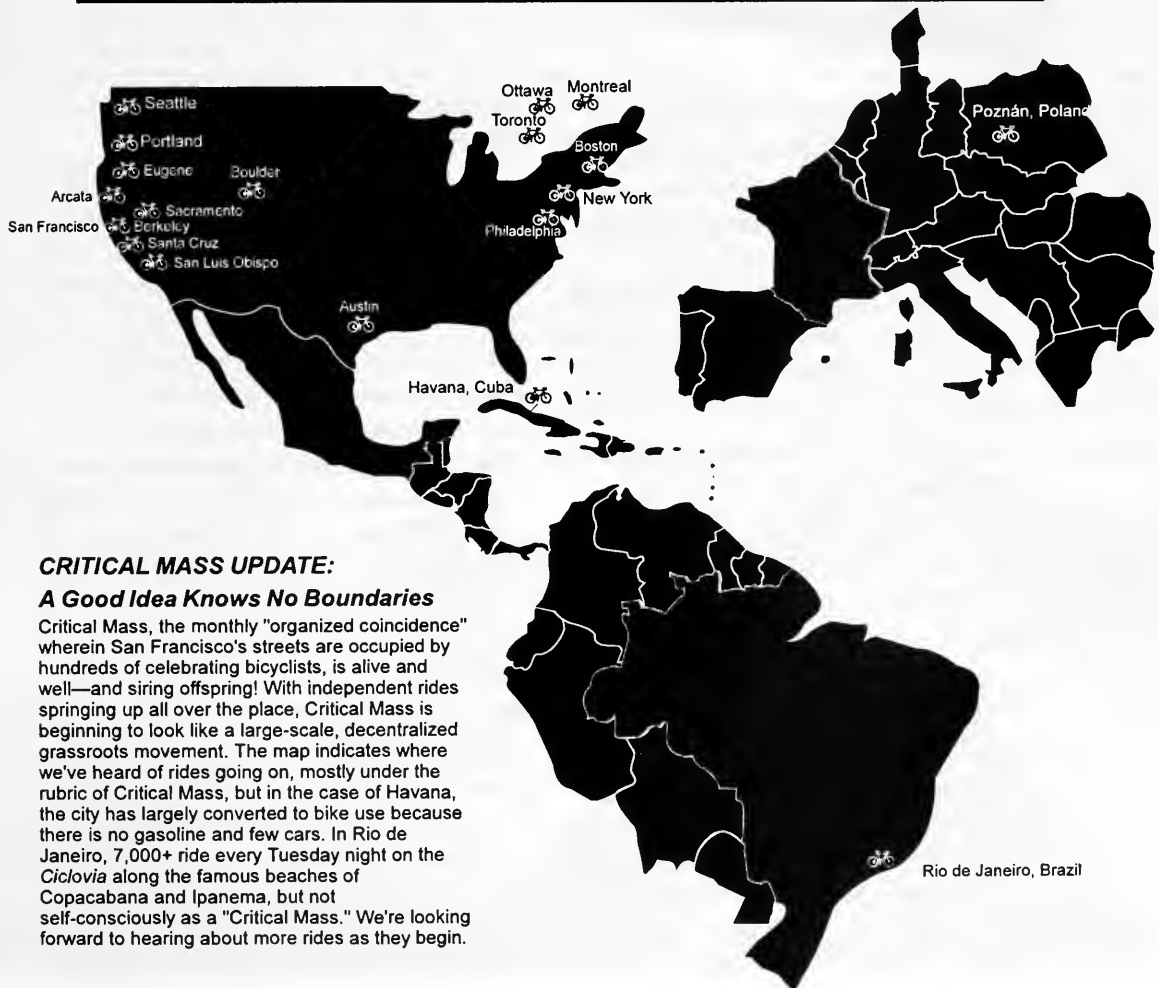 Seattle
Portland
Eugene
Boulder
Arcata
Sacramento
San Francisco
Berkeley
Santa Cruz
San Luis Obispo
Austin
Ottawa
Montreal
Toronto
Boston
New York
Philadelphia
Havana, Cuba
Poznán, Poland
Rio de Janeiro, Brazil
CRITICAL MASS UPDATE:
A Good Idea Knows No Boundaries
Critical Mass, the monthly "organized coincidence"
wherein San Francisco's streets are occupied by
hundreds of celebrating bicyclists, is alive and
well—and siring offspring! With independent rides
springing up all over the place, Critical Mass is
beginning to look like a large-scale, decentralized
grassroots movement. The map indicates where
we've heard of rides going on, mostly under the
rubric of Critical Mass, but in the case of Havana,
the city has largely converted to bike use because
there is no gasoline and few cars. In Rio de
Janeiro, 7,000+ ride every Tuesday night on the
Ciclovia along the famous beaches of
Copacabana and Ipanema, but not
self-consciously as a "Critical Mass." We're looking
forward to hearing about more rides as they begin.